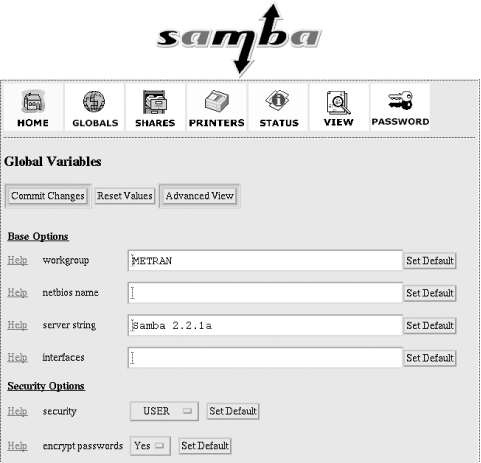 samba
HOME GLOBALS SHARES PRINTERS STATUS VIEW PASSWORD
Global Variables
Commit Changes Reset Values Advanced View
Base Options
Help workgroup METRAN Set Default
Help netbios name Set Default
Help server string Samba 2.2.1a Set Default
Help interfaces Set Default
Security Options
Help security USER Set Default
Help encrypt passwords Yes Set Default